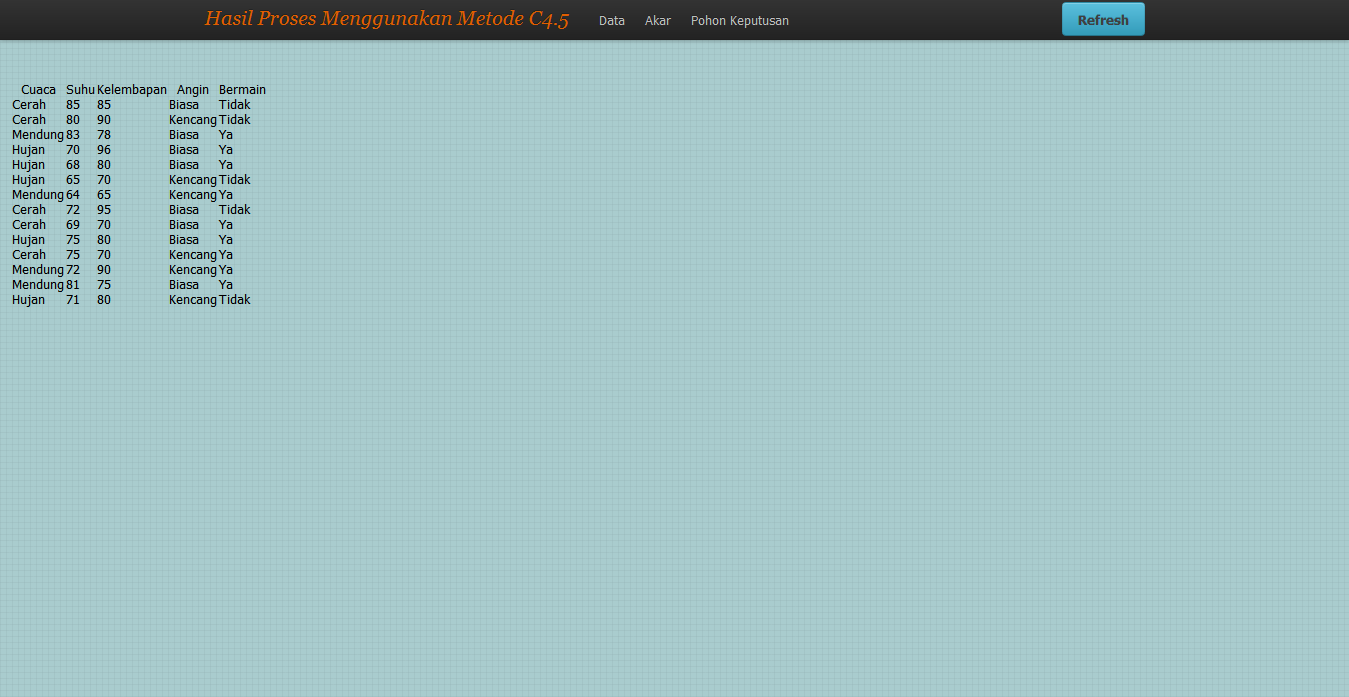 Hasil Proses Menggunakan Metode C4.5 Data Akar Pohon Keputusan Refresh
Cuaca Suhu Kelembapan Angin Bermain
Cerah 85 85 Biasa Tidak
Cerah 80 90 Kencang Tidak
Mendung 83 78 Biasa Ya
Hujan 70 96 Biasa Ya
Hujan 68 80 Biasa Ya
Hujan 65 70 Kencang Tidak
Mendung 64 65 Kencang Ya
Cerah 72 95 Biasa Tidak
Cerah 69 70 Biasa Ya
Hujan 75 80 Biasa Ya
Cerah 75 70 Kencang Ya
Mendung 72 90 Kencang Ya
Mendung 81 75 Biasa Ya
Hujan 71 80 Kencang Tidak